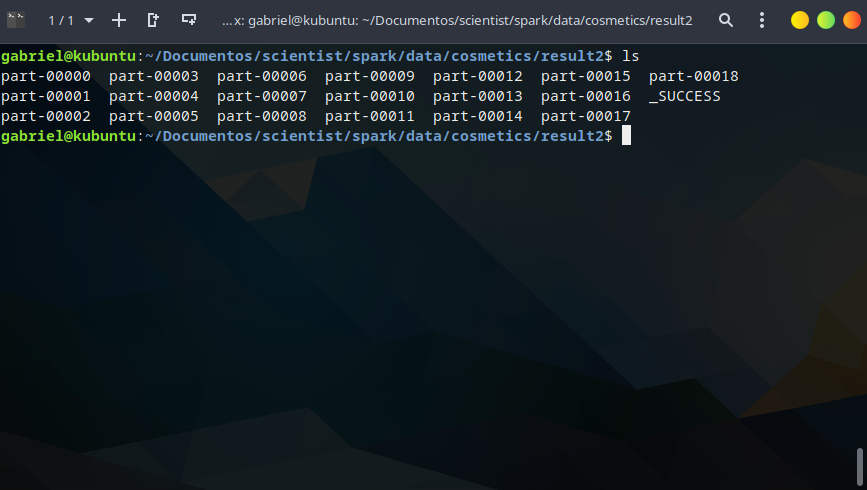 1 / 1 ...x: gabriel@kubuntu: ~/Documentos/scientist/spark/data/cosmetics/result2
gabriel@kubuntu:~/Documentos/scientist/spark/data/cosmetics/result2$ ls
part-00000 part-00003 part-00006 part-00009 part-00012 part-00015 part-00018
part-00001 part-00004 part-00007 part-00010 part-00013 part-00016 _SUCCESS
part-00002 part-00005 part-00008 part-00011 part-00014 part-00017
gabriel@kubuntu:~/Documentos/scientist/spark/data/cosmetics/result2$